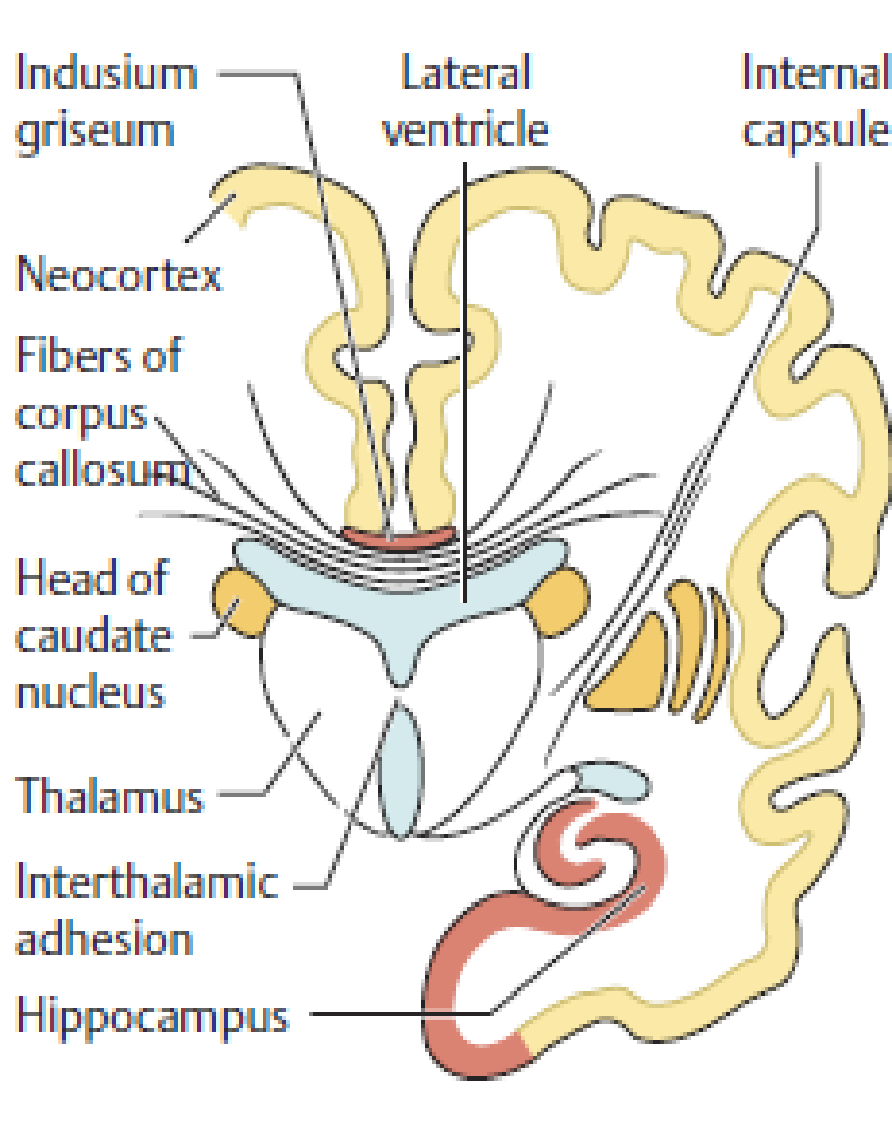 Indusium
griseum
Lateral
ventricle
Internal
capsule
Neocortex
Fibers of
corpus
callosum
Head of
caudate
nucleus
Thalamus
Interthalamic
adhesion
Hippocampus